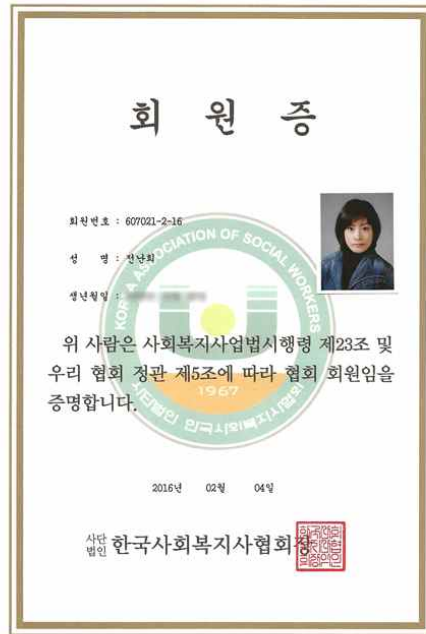 회 원 증
회원번호 : 607021-2-16
성 명 : 전난희
생년월일 :
KOREA ASSOCIATION OF SOCIAL WORKERS
위 사람은 사회복지사업법시행령 제23조 및
우리 협회 정관 제5조에 따라 협회 회원임을
증명합니다.
1967
사단법인 한국사회복지사협회
2016년 02월 04일
사단
법인 한국사회복지사협회장